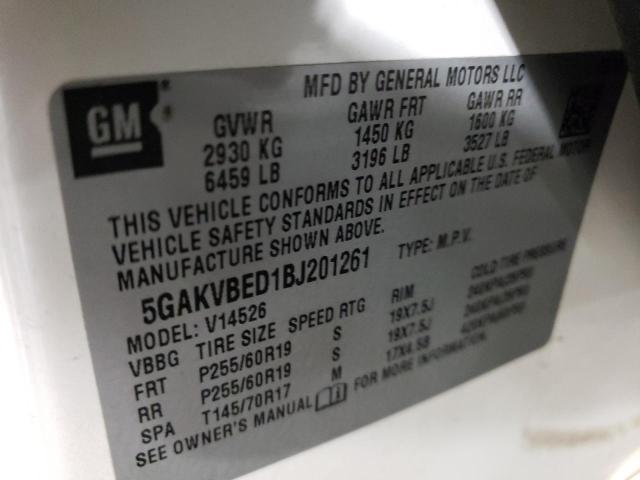 MFD BY GENERAL MOTORS LLC
GM
GVWR GAWR FRT GAWR RR
2930 KG 1450 KG 1600 KG
6459 LB 3196 LB 3527 LB
THIS VEHICLE CONFORMS TO ALL APPLICABLE U.S. FEDERAL MOTOR
VEHICLE SAFETY STANDARDS IN EFFECT ON THE DATE OF
MANUFACTURE SHOWN ABOVE.
5GAKVBED1BJ201261 TYPE: M.P.V.
MODEL: V14526
VBBG TIRE SIZE SPEED RTG RIM COLD TIRE PRESSURE
FRT P255/60R19 S 19X7.5J
RR P255/60R19 S 19X7.5J
SPA T145/70R17 M 17X4.5B
SEE OWNER'S MANUAL FOR MORE INFORMATION.